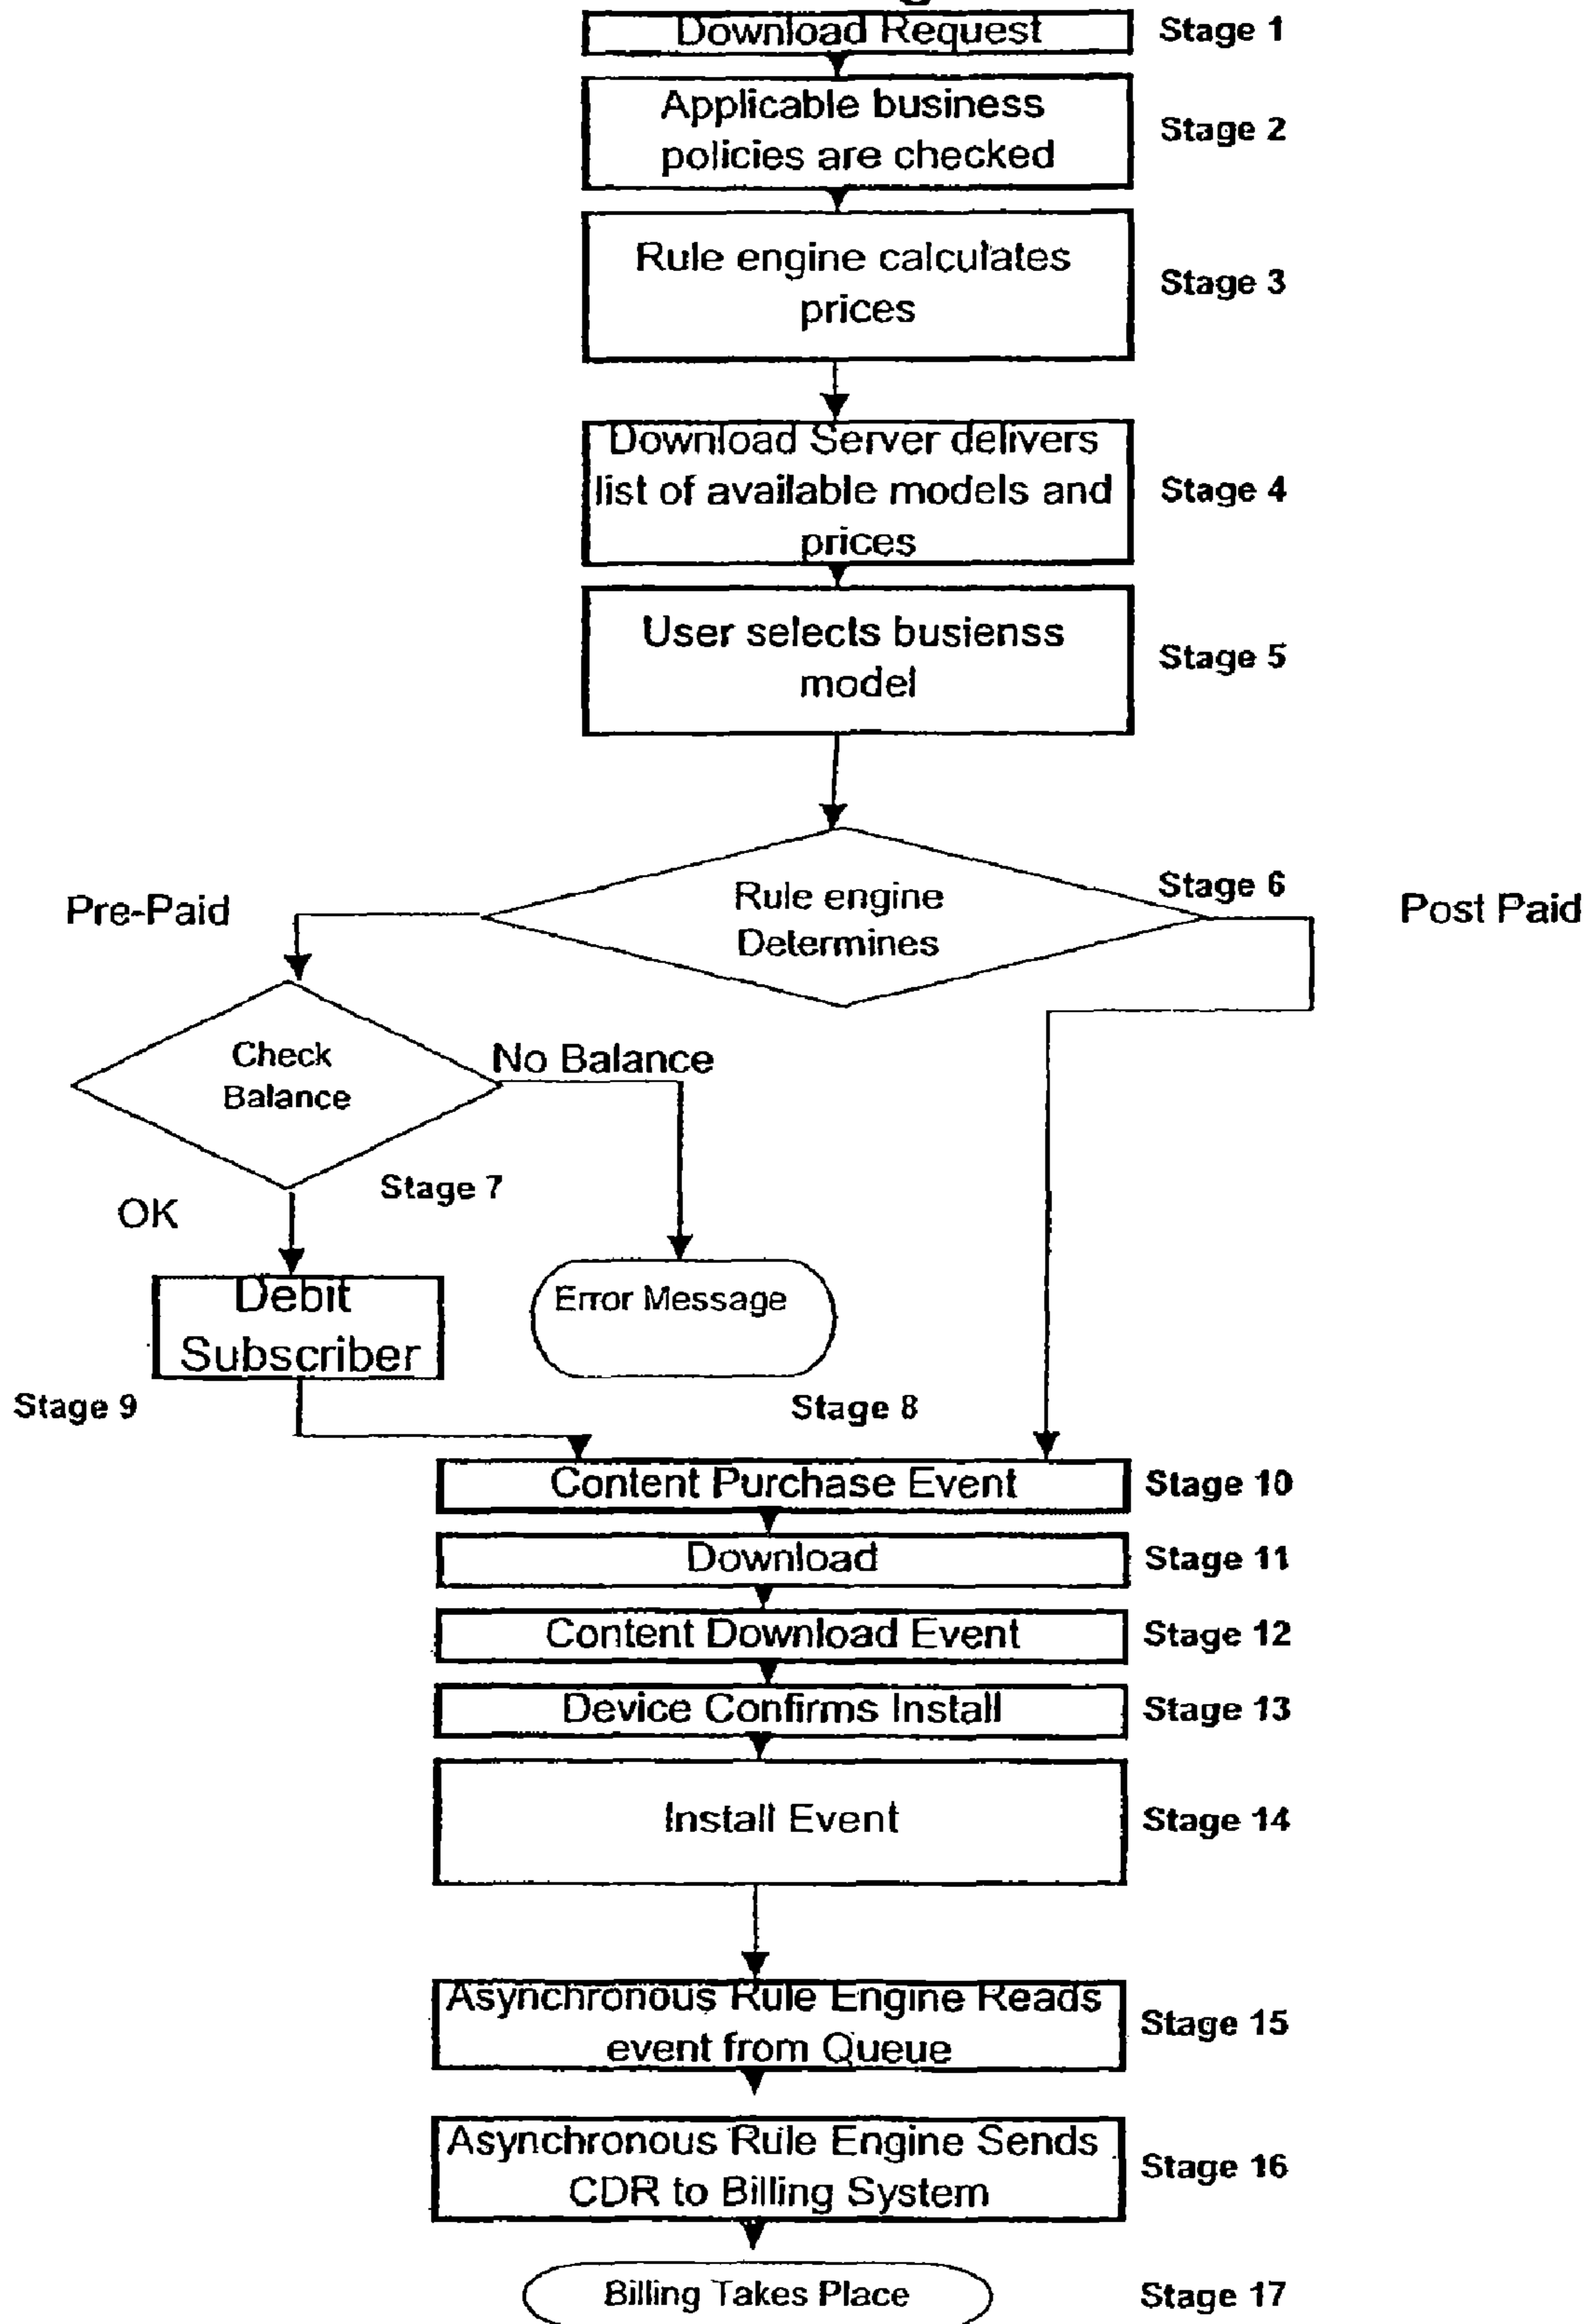 Download Request
Stage 1
Applicable business
policies are checked
Stage 2
Rule engine calculates
prices
Stage 3
Download Server delivers
list of available models and
prices
Stage 4
User selects busienss
model
Stage 5
Rule engine
Determines
Stage 6
Pre-Paid
Post Paid
Check
Balance
No Balance
Stage 7
OK
Debit
Subscriber
Error Message
Stage 9
Stage 8
Content Purchase Event
Stage 10
Download
Stage 11
Content Download Event
Stage 12
Device Confirms Install
Stage 13
Install Event
Stage 14
Asynchronous Rule Engine Reads
event from Queue
Stage 15
Asynchronous Rule Engine Sends
CDR to Billing System
Stage 16
Billing Takes Place
Stage 17